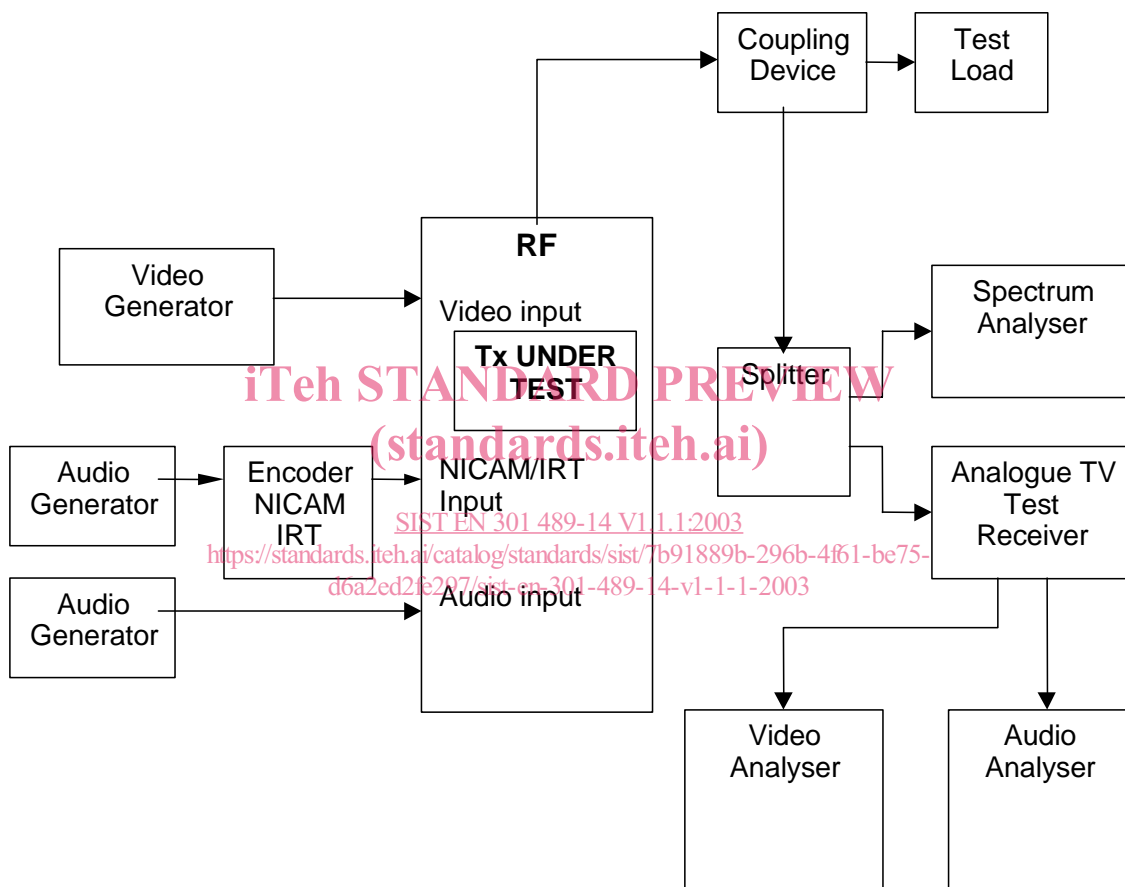 Coupling
Device
Test
Load
RF
Video
Generator
Video input
Spectrum
Analyser
Tx UNDER
TEST
Splitter
iTeh STANDARD PREVIEW
(standards.iteh.ai)
Audio
Generator
Encoder
NICAM
IRT
NICAM/IRT
Input
Analogue TV
Test
Receiver
SIST EN 301 489-14 V1.1.1:2003
https://standards.iteh.ai/catalog/standards/sist/7b91889b-296b-4f61-be75-
d6a2ed2fe297/sist-en-301-489-14-v1-1-1-2003
Audio
Generator
Audio input
Video
Analyser
Audio
Analyser